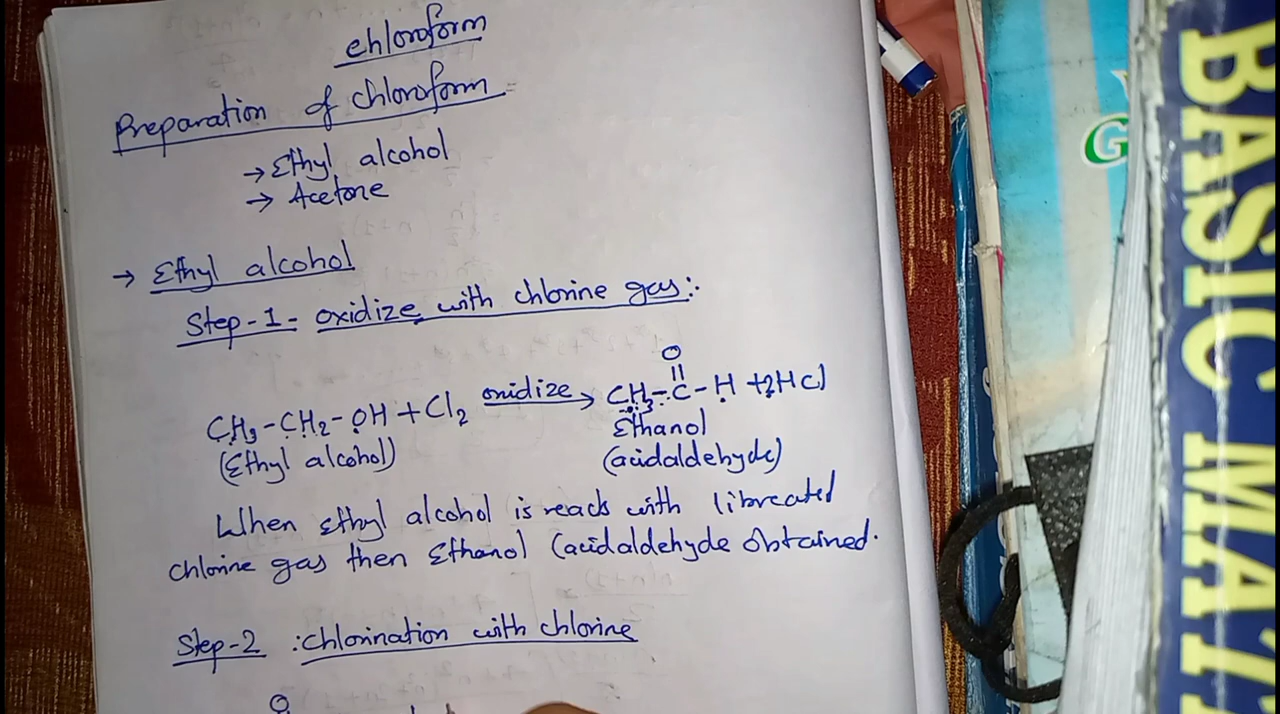 chloroform
Preparation of chloroform
→ Ethyl alcohol
→ Acetone
→ Ethyl alcohol
Step-1- oxidize with chlorine gas:
O
||
CH3-CH2-OH + Cl2 oxidize→ CH3-C-H +2HCl
(Ethyl alcohol)
Ethanol
(acidaldehyde)
When Ethyl alcohol is reacts with libreated
chlorine gas then Ethanol (acidaldehyde obtained.
Step-2 : Chlorination with chlorine
O
G
BASIC MAT